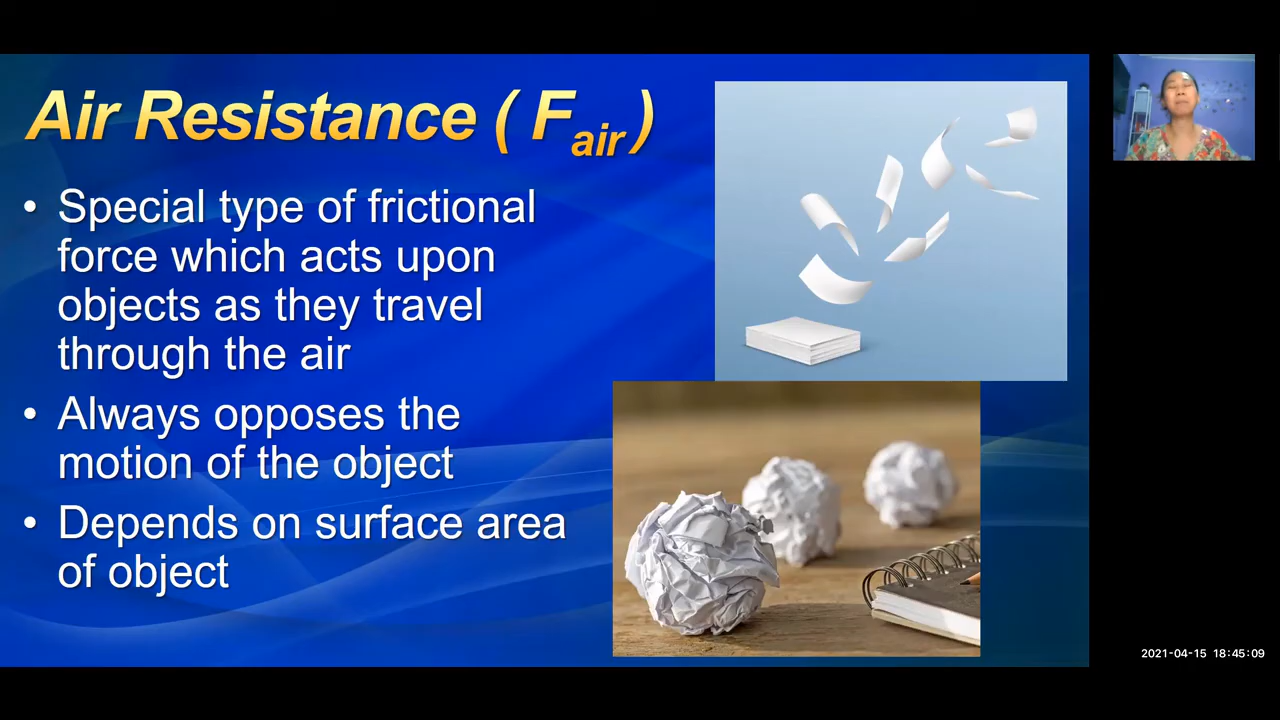 Air Resistance ( Fair )
• Special type of frictional
force which acts upon
objects as they travel
through the air
• Always opposes the
motion of the object
• Depends on surface area
of object
2021-04-15 18:45:09